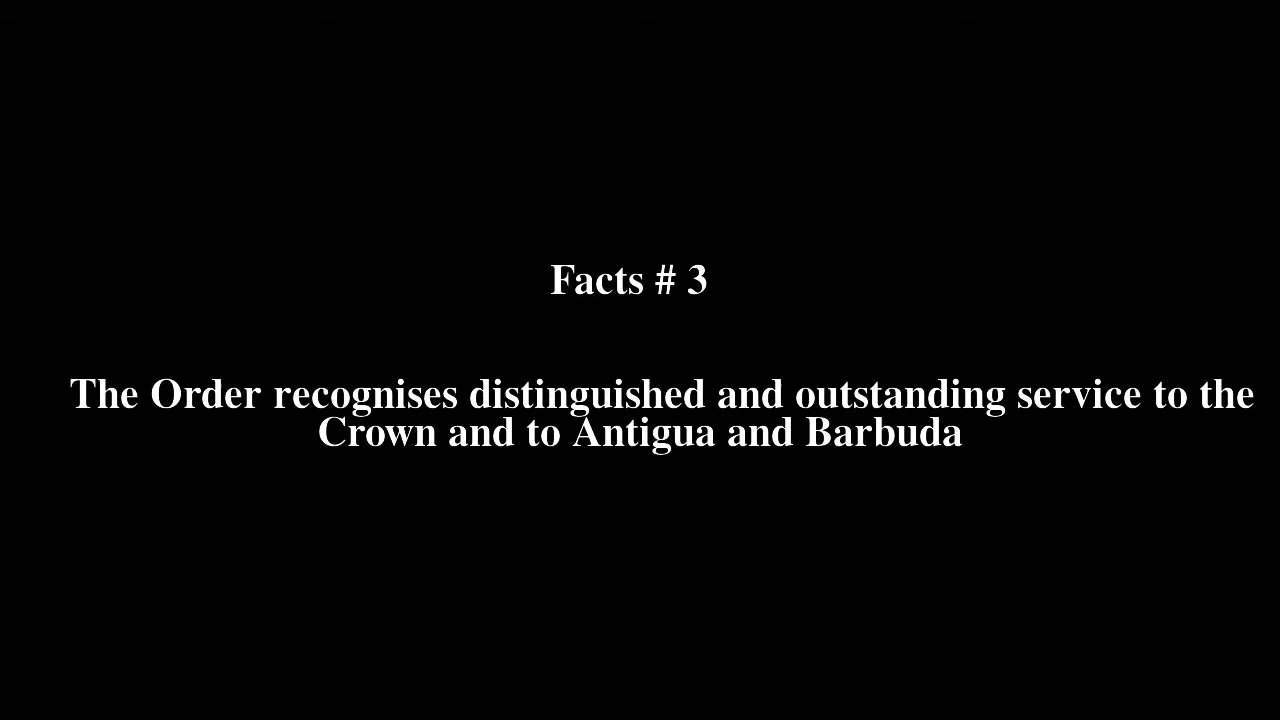 Facts # 3
The Order recognises distinguished and outstanding service to the
Crown and to Antigua and Barbuda